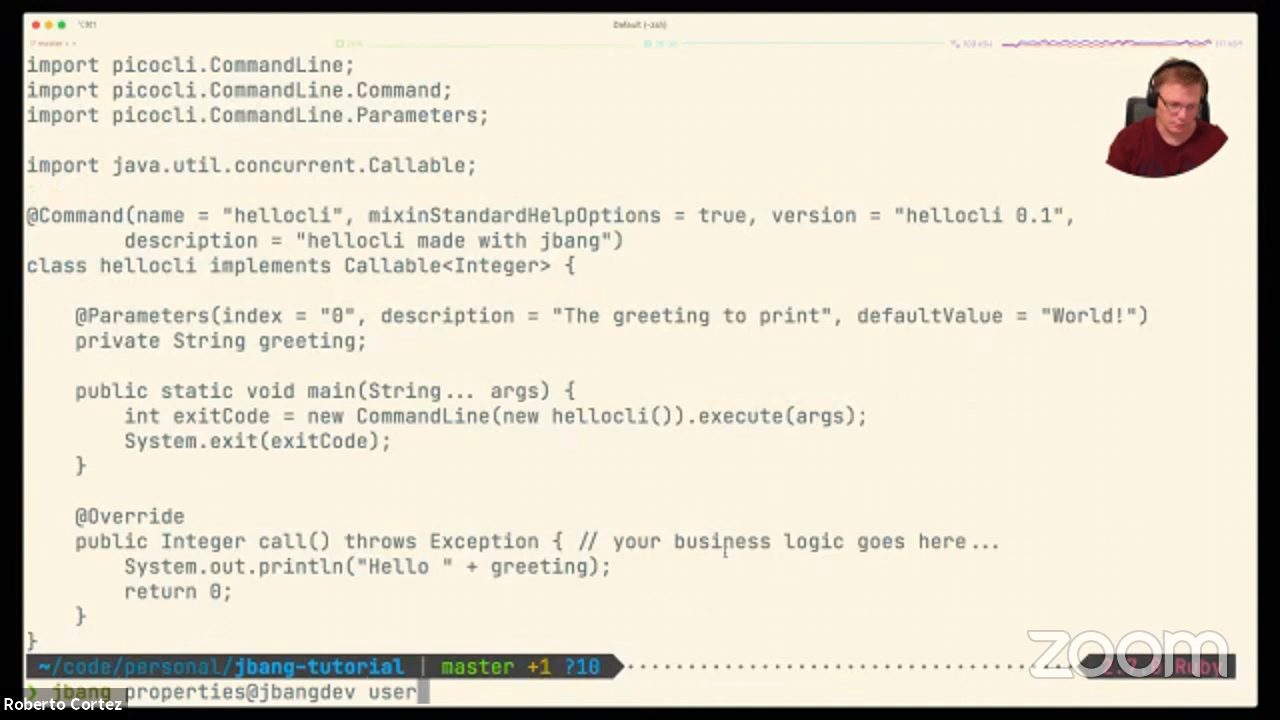 Default (-zsh)
master
import picocli.CommandLine;
import picocli.CommandLine.Command;
import picocli.CommandLine.Parameters;
import java.util.concurrent.Callable;
@Command(name = "hellocli", mixinStandardHelpOptions = true, version = "hellocli 0.1",
description = "hellocli made with jbang")
class hellocli implements Callable<Integer> {
@Parameters(index = "0", description = "The greeting to print", defaultValue = "World!")
private String greeting;
public static void main(String... args) {
int exitCode = new CommandLine(new hellocli()).execute(args);
System.exit(exitCode);
}
@Override
public Integer call() throws Exception { // your business logic goes here...
System.out.println("Hello " + greeting);
return 0;
}
}
~/code/personal/jbang-tutorial | master +1 ?10
Ruby
zoom
❯ jbang properties@jbangdev user
Roberto Cortez